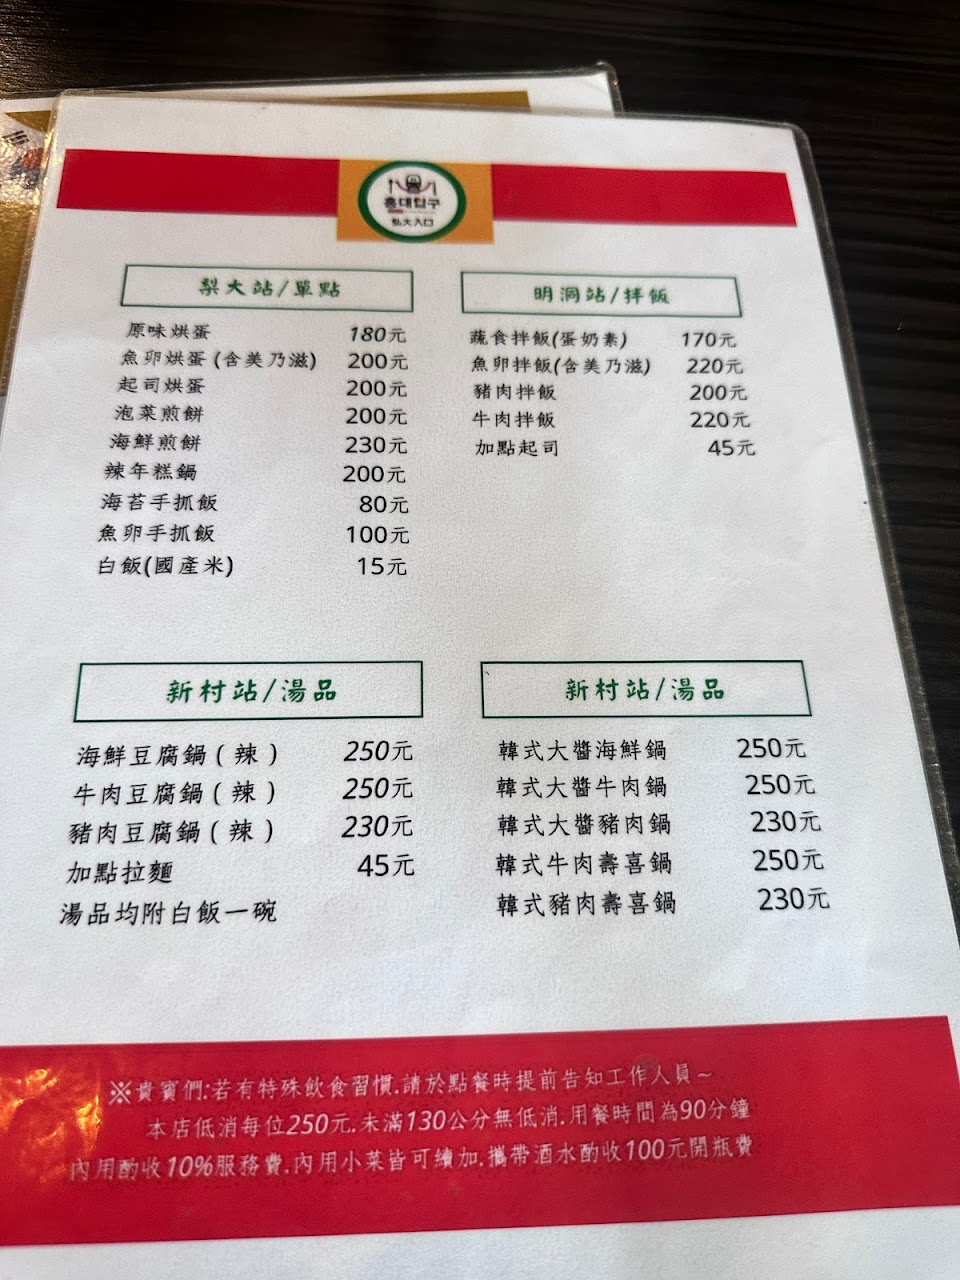 홍대입구
弘大入口
梨大站/單點
原味烘蛋 180元
魚卵烘蛋 (含美乃滋) 200元
起司烘蛋 200元
泡菜煎餅 200元
海鮮煎餅 230元
辣年糕鍋 200元
海苔手抓飯 80元
魚卵手抓飯 100元
白飯(國產米) 15元
明洞站/拌飯
蔬食拌飯(蛋奶素) 170元
魚卵拌飯(含美乃滋) 220元
豬肉拌飯 200元
牛肉拌飯 220元
加點起司 45元
新村站/湯品
海鮮豆腐鍋 ( 辣 ) 250元
牛肉豆腐鍋 ( 辣 ) 250元
豬肉豆腐鍋 ( 辣 ) 230元
加點拉麵 45元
湯品均附白飯一碗
新村站/湯品
韓式大醬海鮮鍋 250元
韓式大醬牛肉鍋 250元
韓式大醬豬肉鍋 230元
韓式牛肉壽喜鍋 250元
韓式豬肉壽喜鍋 230元
※貴賓們:若有特殊飲食習慣.請於點餐時提前告知工作人員~
本店低消每位250元.未滿130公分無低消.用餐時間為90分鐘
內用酌收10%服務費.內用小菜皆可續加.攜帶酒水酌收100元開瓶費